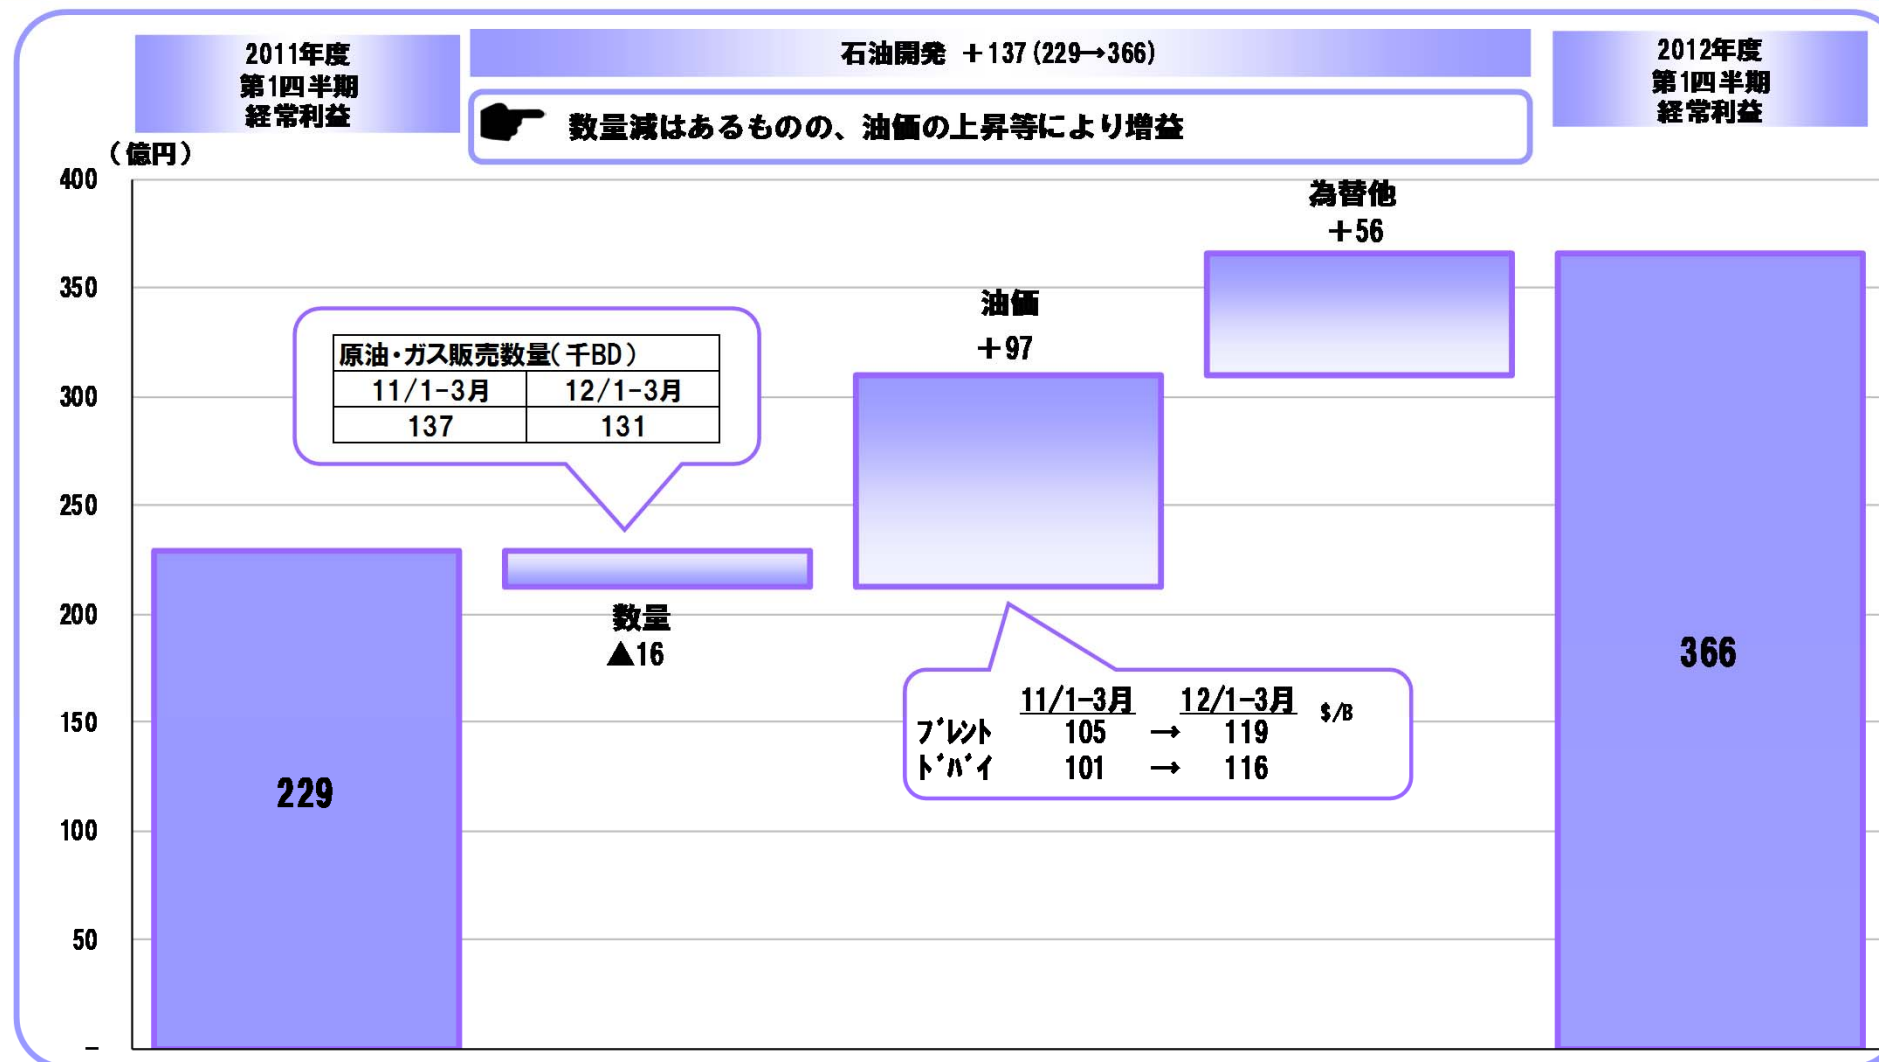 2011年度
第1四半期
経常利益
石油開発 ＋137(229→366)
数量減はあるものの、油価の上昇等により増益
2012年度
第1四半期
経常利益
（億円）
400
350
300
250
200
150
100
50
－
229
原油・ガス販売数量（千BD）
11/1-3月 12/1-3月
137 131
数量
▲16
油価
＋97
11/1-3月 12/1-3月 $/B
ﾌﾞﾚﾝﾄ 105 → 119
ﾄﾞﾊﾞｲ 101 → 116
為替他
＋56
366